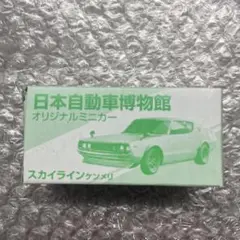 日本自動車博物館
オリジナルミニカー
スカイラインケンメリ